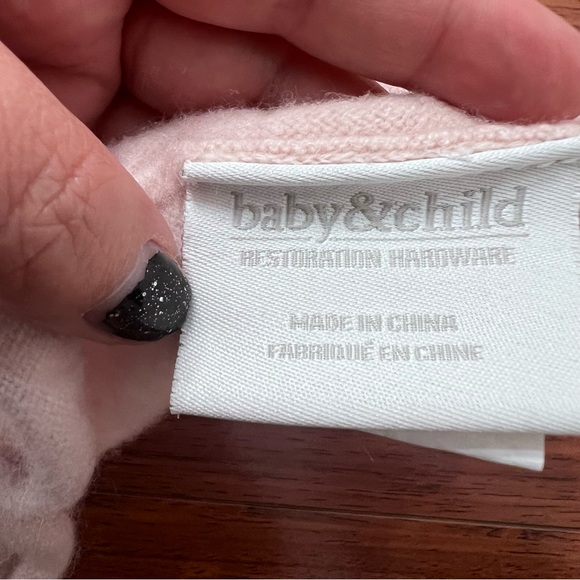 baby&child
RESTORATION HARDWARE
MADE IN CHINA
FABRIQUÉ EN CHINE